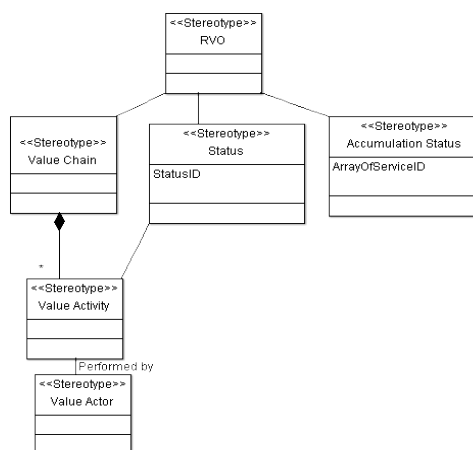 <<Stereotype>>
RVO
<<Stereotype>>
Value Chain
<<Stereotype>>
Status
StatusID
<<Stereotype>>
Accumulation Status
ArrayOfServiceID
*
<<Stereotype>>
Value Activity
Performed by
<<Stereotype>>
Value Actor